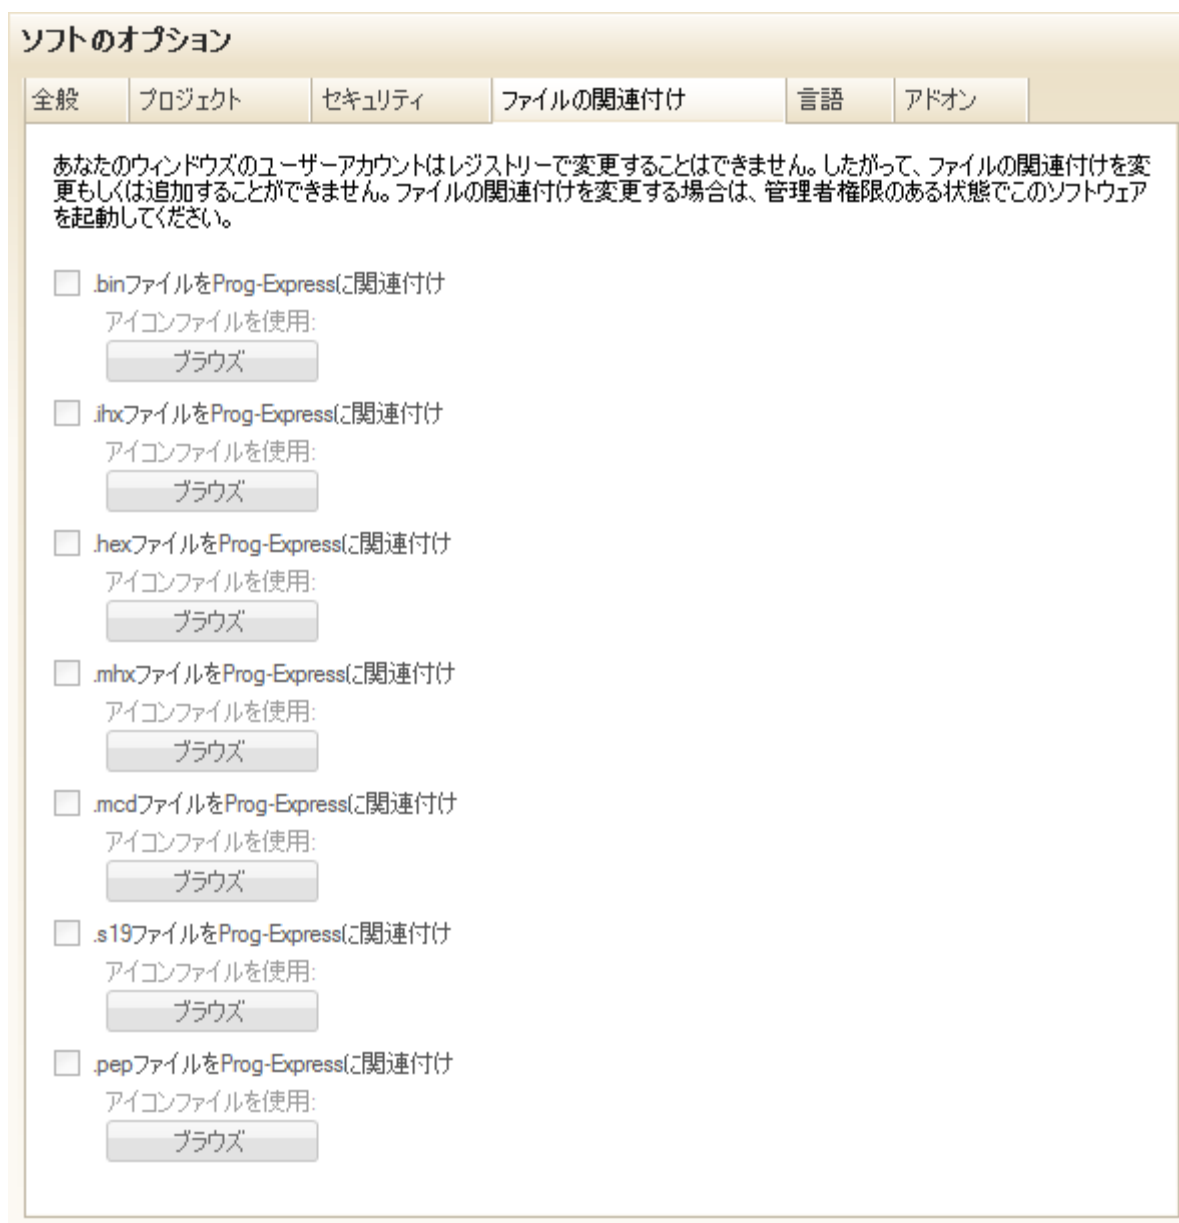 ソフトのオプション
全般 プロジェクト セキュリティ ファイルの関連付け 言語 アドオン
あなたのウィンドウズのユーザーアカウントはレジストリーで変更することはできません。したがって、ファイルの関連付けを変
更もしくは追加することができません。ファイルの関連付けを変更する場合は、管理者権限のある状態でこのソフトウェア
を起動してください。
.binファイルをProg-Expressに関連付け
アイコンファイルを使用:
ブラウズ
.ihxファイルをProg-Expressに関連付け
アイコンファイルを使用:
ブラウズ
.hexファイルをProg-Expressに関連付け
アイコンファイルを使用:
ブラウズ
.mhxファイルをProg-Expressに関連付け
アイコンファイルを使用:
ブラウズ
.mcdファイルをProg-Expressに関連付け
アイコンファイルを使用:
ブラウズ
.s19ファイルをProg-Expressに関連付け
アイコンファイルを使用:
ブラウズ
.pepファイルをProg-Expressに関連付け
アイコンファイルを使用:
ブラウズ